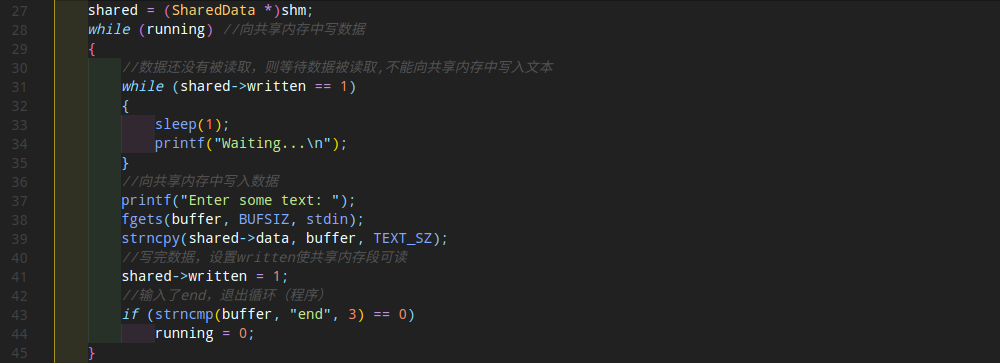 27 shared = (SharedData *)shm;
28 while (running) //向共享内存中写数据
29 {
30 //数据还没有被读取，则等待数据被读取,不能向共享内存中写入文本
31 while (shared->written == 1)
32 {
33 sleep(1);
34 printf("Waiting...\n");
35 }
36 //向共享内存中写入数据
37 printf("Enter some text: ");
38 fgets(buffer, BUFSIZ, stdin);
39 strncpy(shared->data, buffer, TEXT_SZ);
40 //写完数据，设置written使共享内存段可读
41 shared->written = 1;
42 //输入了end，退出循环（程序）
43 if (strncmp(buffer, "end", 3) == 0)
44 running = 0;
45 }